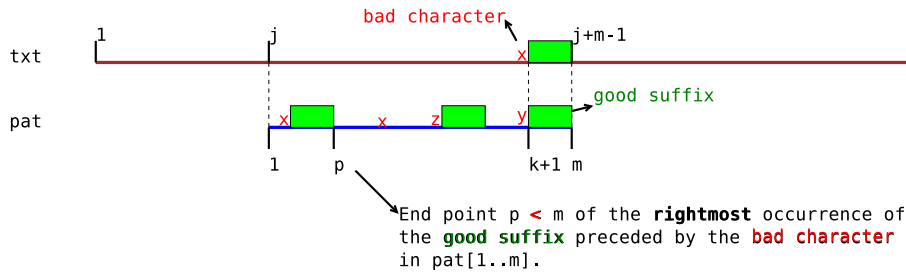 bad character
1
j
j+m-1
txt
x
good suffix
pat
x
x
z
y
1
p
k+1 m
End point p < m of the rightmost occurrence of
the good suffix preceded by the bad character
in pat[1..m].